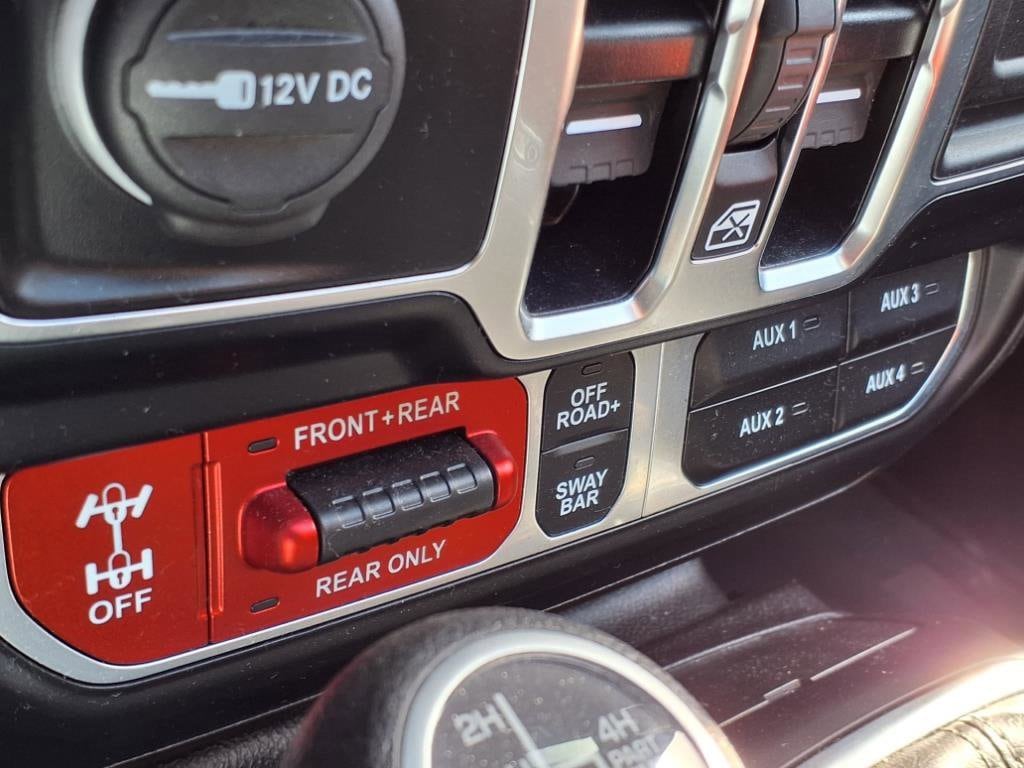 12V DC
FRONT+REAR
REAR ONLY
OFF
OFF
ROAD+
SWAY
BAR
AUX 1
AUX 2
AUX 3
AUX 4
2H
4H
PART